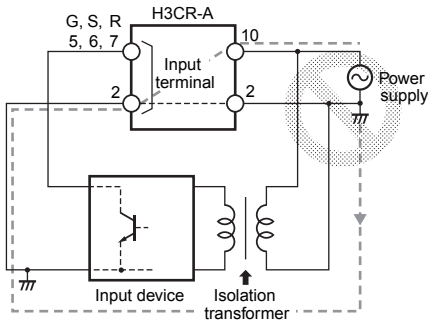 H3CR-A
G, S, R
5, 6, 7
10
Input
terminal
2
2
Power
supply
Input device
Isolation
transformer